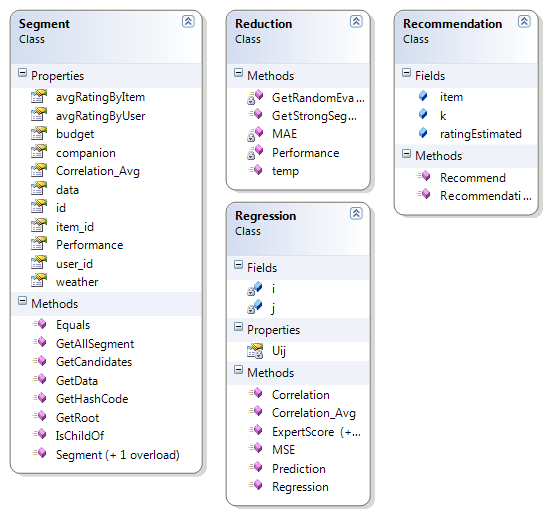 Segment
Class
Properties
avgRatingByItem
avgRatingByUser
budget
companion
Correlation_Avg
data
id
item_id
Performance
user_id
weather
Methods
Equals
GetAllSegment
GetCandidates
GetData
GetHashCode
GetRoot
IsChildOf
Segment (+ 1 overload)
Reduction
Class
Methods
GetRandomEva...
GetStrongSeg...
MAE
Performance
temp
Regression
Class
Fields
i
j
Properties
Uij
Methods
Correlation
Correlation_Avg
ExpertScore (+...
MSE
Prediction
Regression
Recommendation
Class
Fields
item
k
ratingEstimated
Methods
Recommend
Recommendati...